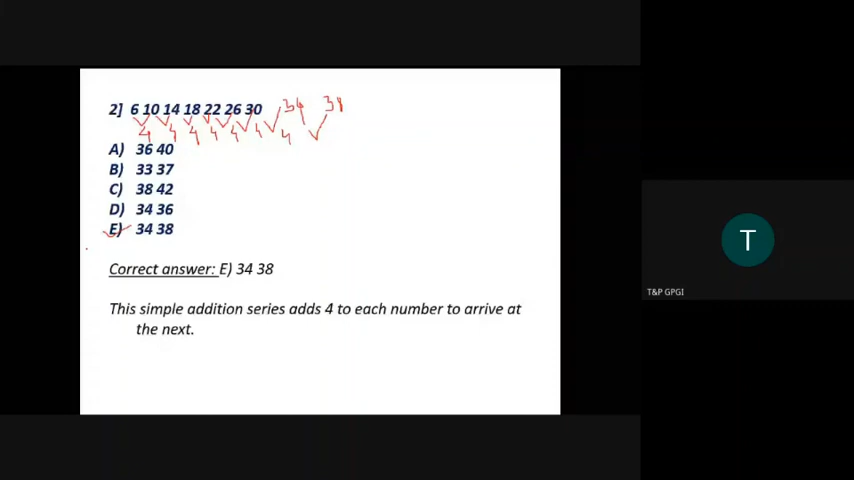 2] 6 10 14 18 22 26 30 34 38
4 4 4 4 4 4 4
A) 36 40
B) 33 37
C) 38 42
D) 34 36
E) 34 38
Correct answer: E) 34 38
This simple addition series adds 4 to each number to arrive at
the next.
T
T&P GPGI